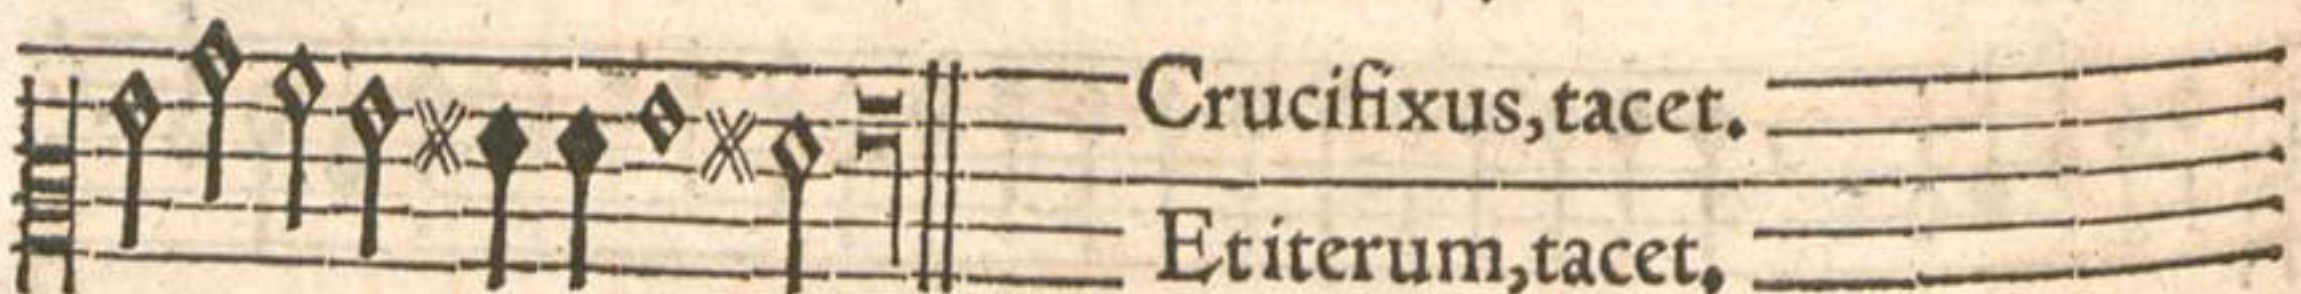 Crucifixus, tacet.
Et iterum, tacet.